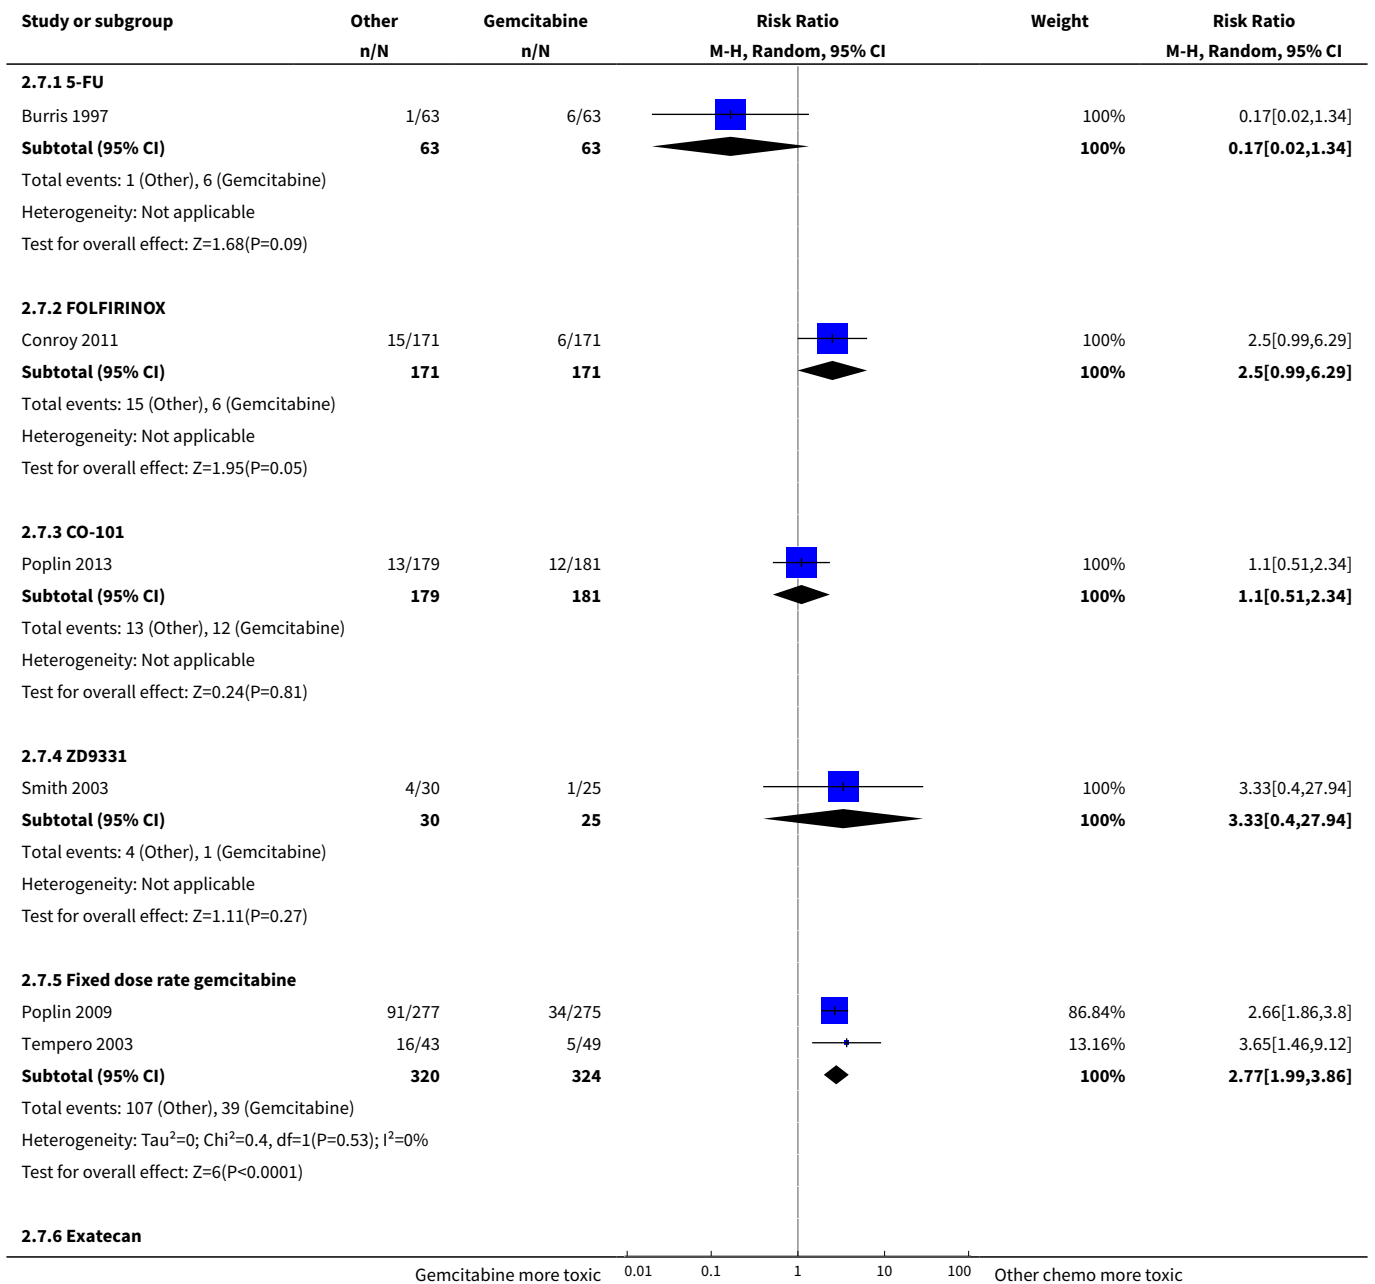 Study or subgroup Other Gemcitabine Risk Ratio Weight Risk Ratio
n/N n/N M-H, Random, 95% CI M-H, Random, 95% CI
2.7.1 5-FU
Burris 1997 1/63 6/63 100% 0.17[0.02,1.34]
Subtotal (95% CI) 63 63 100% 0.17[0.02,1.34]
Total events: 1 (Other), 6 (Gemcitabine)
Heterogeneity: Not applicable
Test for overall effect: Z=1.68(P=0.09)
2.7.2 FOLFIRINOX
Conroy 2011 15/171 6/171 100% 2.5[0.99,6.29]
Subtotal (95% CI) 171 171 100% 2.5[0.99,6.29]
Total events: 15 (Other), 6 (Gemcitabine)
Heterogeneity: Not applicable
Test for overall effect: Z=1.95(P=0.05)
2.7.3 CO-101
Poplin 2013 13/179 12/181 100% 1.1[0.51,2.34]
Subtotal (95% CI) 179 181 100% 1.1[0.51,2.34]
Total events: 13 (Other), 12 (Gemcitabine)
Heterogeneity: Not applicable
Test for overall effect: Z=0.24(P=0.81)
2.7.4 ZD9331
Smith 2003 4/30 1/25 100% 3.33[0.4,27.94]
Subtotal (95% CI) 30 25 100% 3.33[0.4,27.94]
Total events: 4 (Other), 1 (Gemcitabine)
Heterogeneity: Not applicable
Test for overall effect: Z=1.11(P=0.27)
2.7.5 Fixed dose rate gemcitabine
Poplin 2009 91/277 34/275 86.84% 2.66[1.86,3.8]
Tempero 2003 16/43 5/49 13.16% 3.65[1.46,9.12]
Subtotal (95% CI) 320 324 100% 2.77[1.99,3.86]
Total events: 107 (Other), 39 (Gemcitabine)
Heterogeneity: Tau²=0; Chi²=0.4, df=1(P=0.53); I²=0%
Test for overall effect: Z=6(P<0.0001)
2.7.6 Exatecan
Gemcitabine more toxic 0.01 0.1 1 10 100 Other chemo more toxic